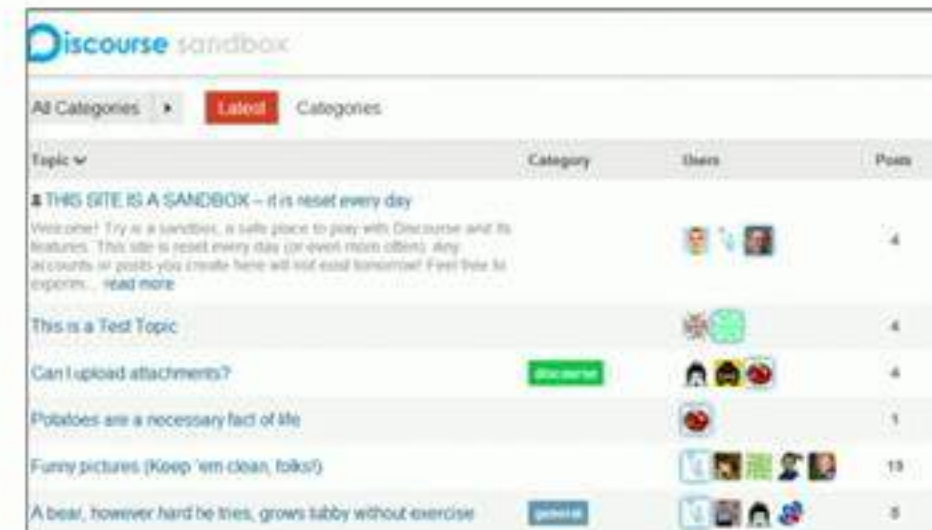 Discourse sandbox
All Categories Latest Categories
Topic Category Users Posts
THIS SITE IS A SANDBOX – it is reset every day
Welcome! Try is a sandbox, a safe place to play with Discourse and its
features. This site is reset every day (or even more often). Any
accounts or posts you create here will not exist tomorrow! Feel free to
experim... read more
4
This is a Test Topic 4
Can I upload attachments? discourse 4
Potatoes are a necessary fact of life 1
Funny pictures (Keep 'em clean, folks!) 19
A bear, however hard he tries, grows tubby without exercise general